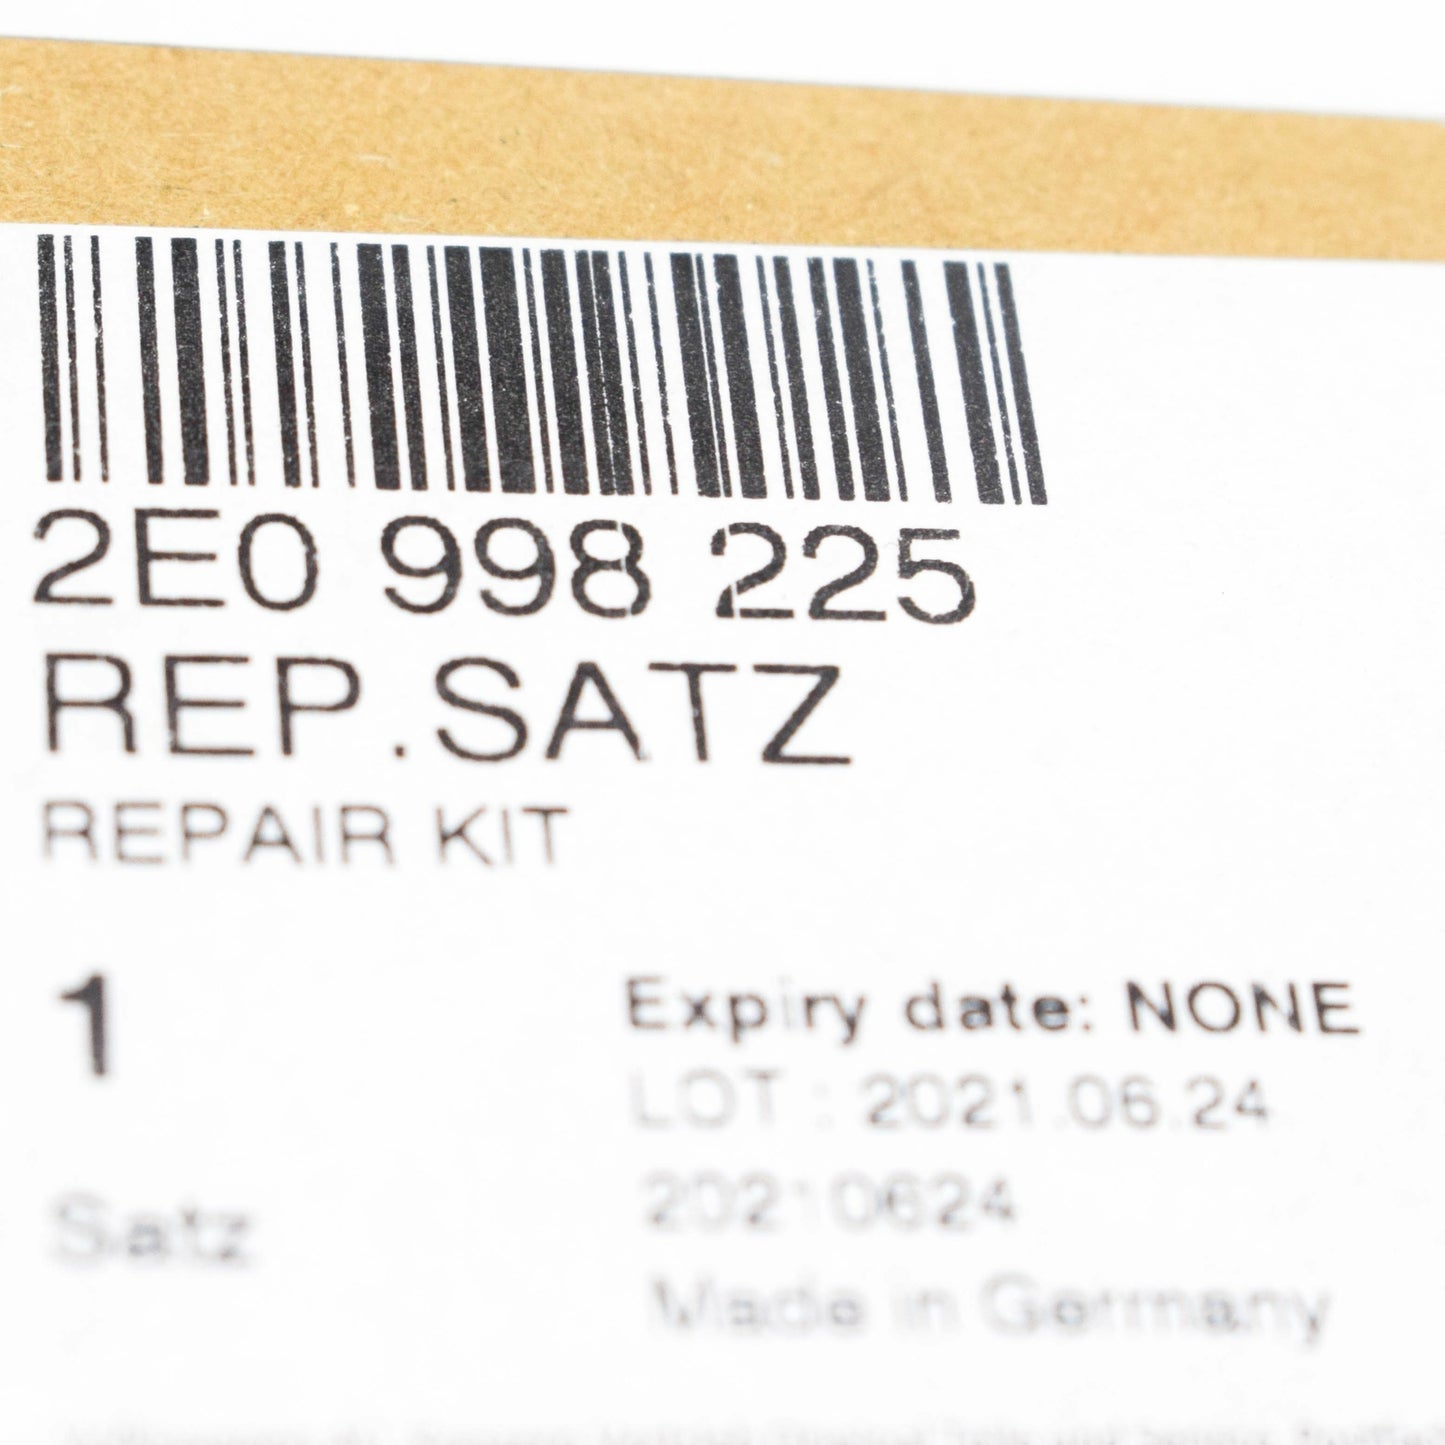 2E0 998 225
REP.SATZ
REPAIR KIT
1
Expiry date: NONE
LOT : 2021.06.24
20210624
Satz
Made in Germany